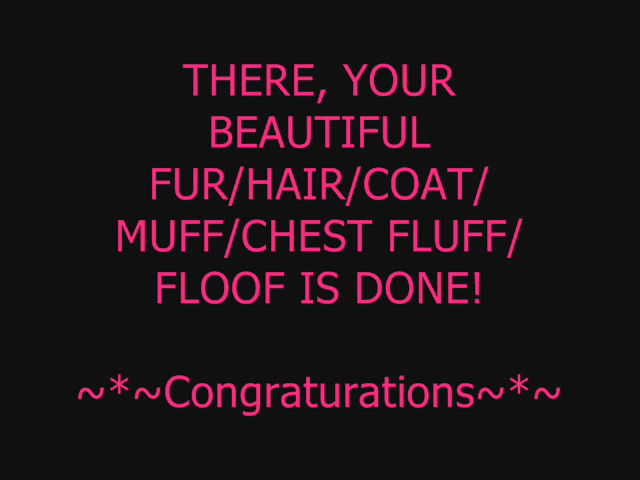 THERE, YOUR
BEAUTIFUL
FUR/HAIR/COAT/
MUFF/CHEST FLUFF/
FLOOF IS DONE!
~*~Congraturations~*~